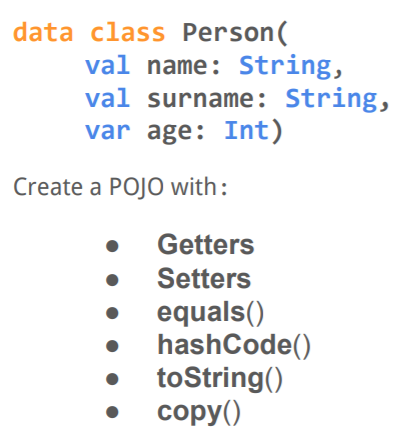 data class Person(
val name: String,
val surname: String,
var age: Int)
Create a POJO with:
● Getters
● Setters
● equals()
● hashCode()
● toString()
● copy()